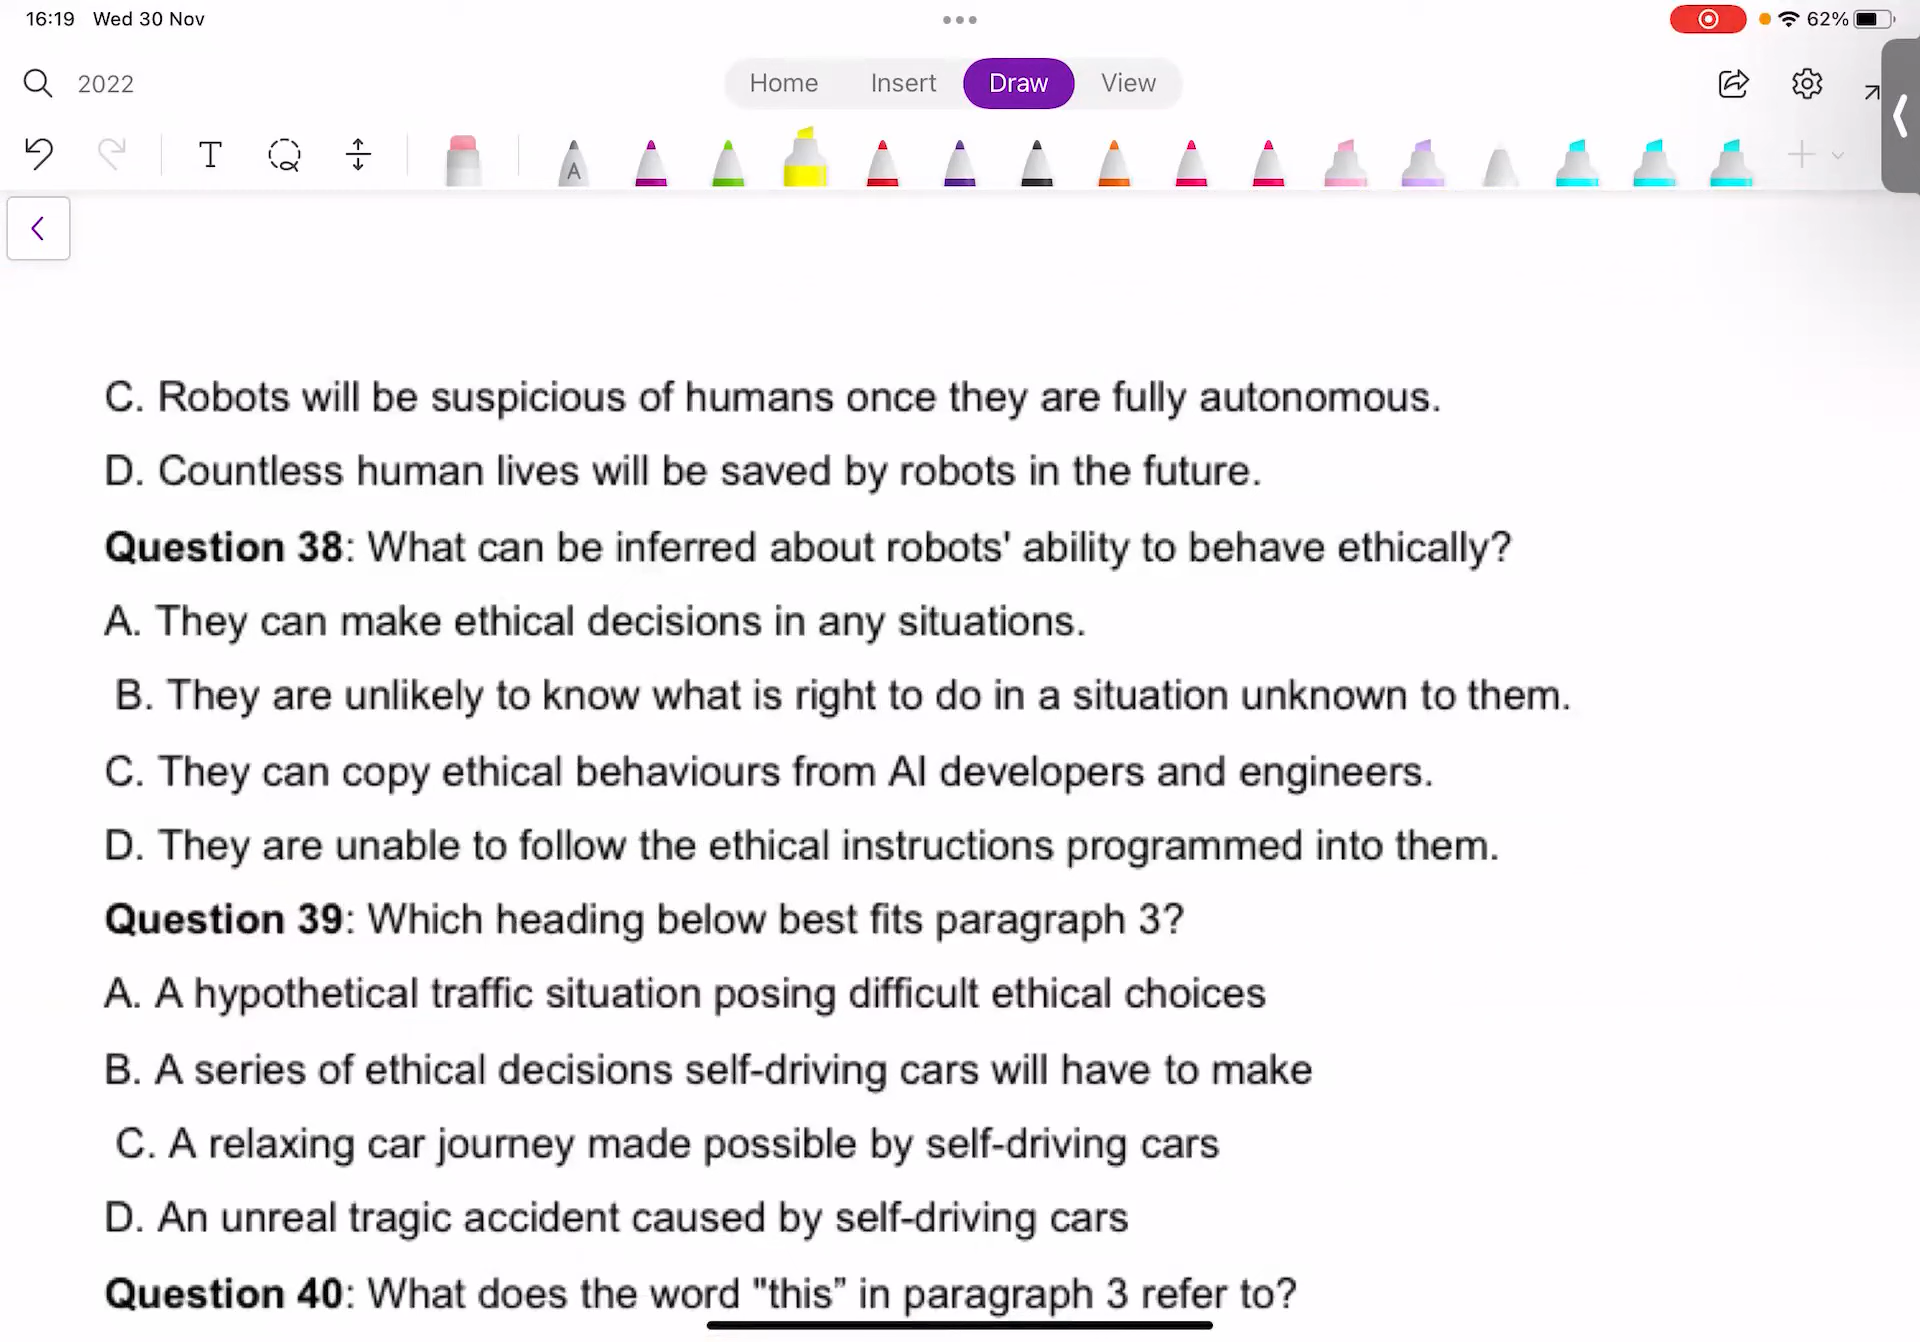 16:19 Wed 30 Nov
62%
2022
Home Insert Draw View
T
A
C. Robots will be suspicious of humans once they are fully autonomous.
D. Countless human lives will be saved by robots in the future.
Question 38: What can be inferred about robots' ability to behave ethically?
A. They can make ethical decisions in any situations.
B. They are unlikely to know what is right to do in a situation unknown to them.
C. They can copy ethical behaviours from AI developers and engineers.
D. They are unable to follow the ethical instructions programmed into them.
Question 39: Which heading below best fits paragraph 3?
A. A hypothetical traffic situation posing difficult ethical choices
B. A series of ethical decisions self-driving cars will have to make
C. A relaxing car journey made possible by self-driving cars
D. An unreal tragic accident caused by self-driving cars
Question 40: What does the word "this” in paragraph 3 refer to?